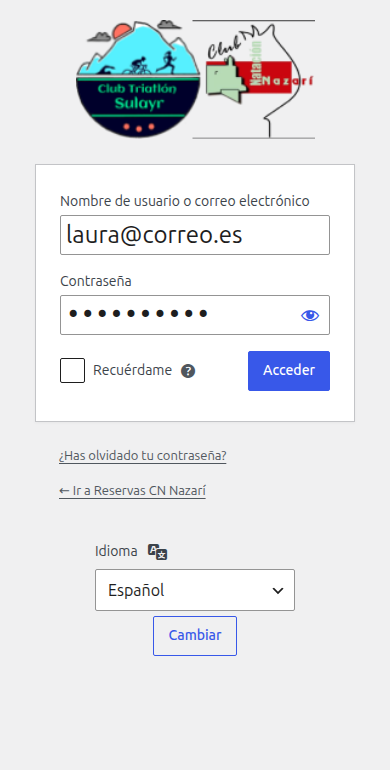 Club Triatlón
Sulayr
Club
Natación
Nazarí
Nombre de usuario o correo electrónico
laura@correo.es
Contraseña
••••••••••
Recuérdame ?
Acceder
¿Has olvidado tu contraseña?
← Ir a Reservas CN Nazarí
Idioma
Español
Cambiar